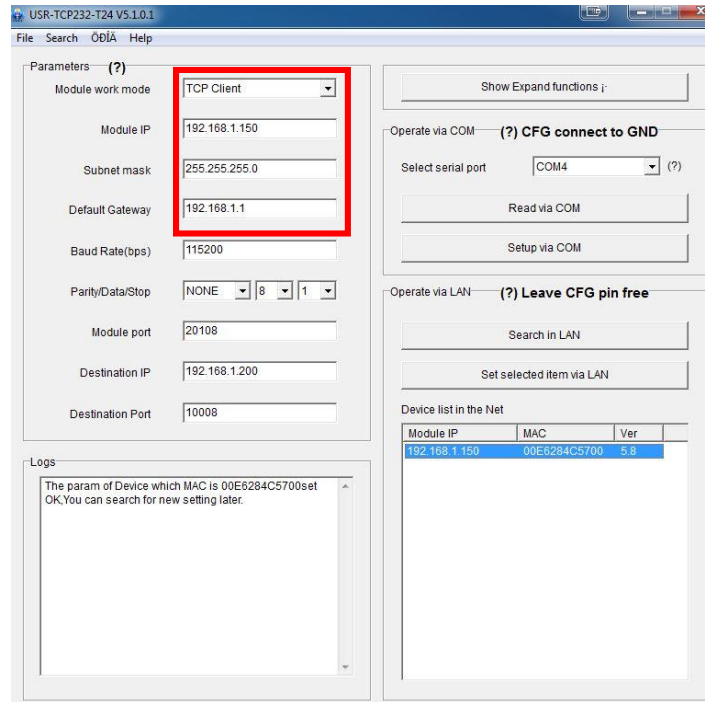 USR-TCP232-T24 V5.1.0.1
File Search ÖÐÎÄ Help
Parameters (?)
Module work mode TCP Client
Module IP 192.168.1.150
Subnet mask 255.255.255.0
Default Gateway 192.168.1.1
Baud Rate(bps) 115200
Parity/Data/Stop NONE 8 1
Module port 20108
Destination IP 192.168.1.200
Destination Port 10008
Logs
The param of Device which MAC is 00E6284C5700set
OK,You can search for new setting later.
Show Expand functions ¡·
Operate via COM (?) CFG connect to GND
Select serial port COM4 (?)
Read via COM
Setup via COM
Operate via LAN (?) Leave CFG pin free
Search in LAN
Set selected item via LAN
Device list in the Net
Module IP MAC Ver
192.168.1.150 00E6284C5700 5.8